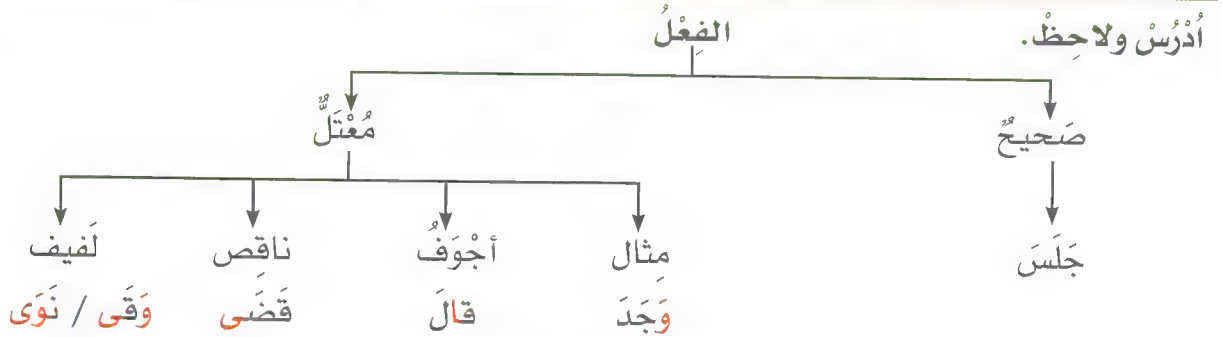 اُدْرُسْ ولاحِظْ.
الفِعْلُ
صَحيحٌ
مُعْتَلٌّ
جَلَسَ
مِثال أجْوَفُ ناقِص لَفيف
وَجَدَ قالَ قَضَى وَقَى / نَوَى